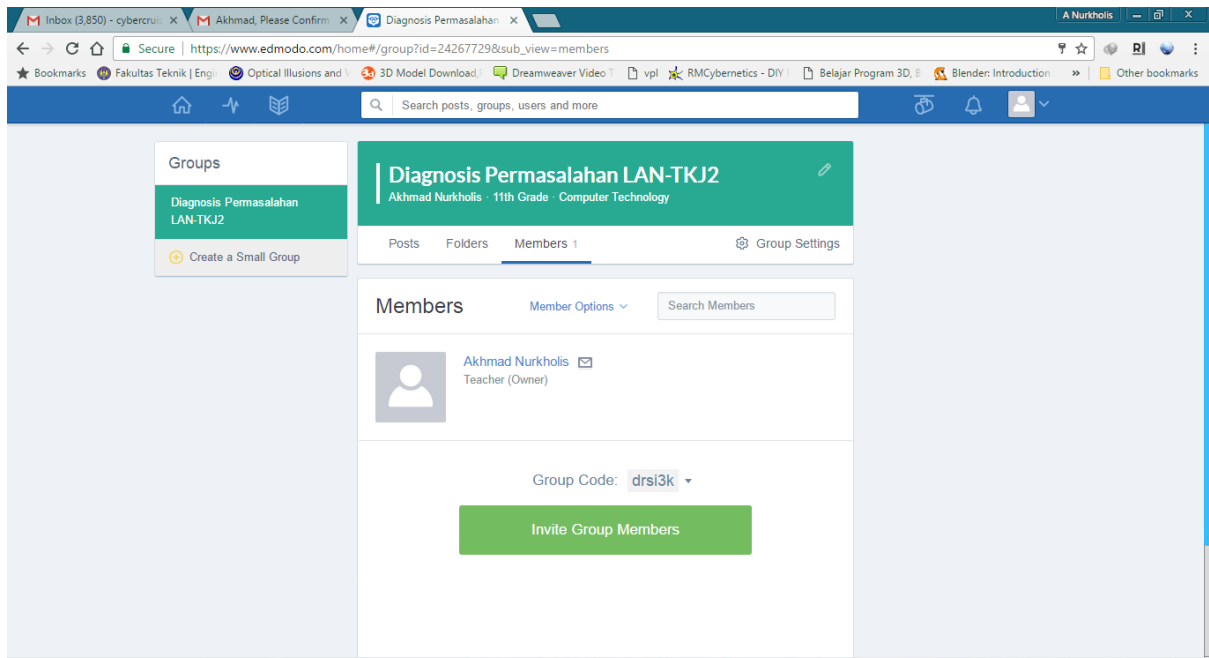 A Nurkholis
Inbox (3,850) - cybercrui
Akhmad, Please Confirm
Diagnosis Permasalahan
Secure | https://www.edmodo.com/home#/group?id=24267729&sub_view=members
Bookmarks Fakultas Teknik | Engi Optical Illusions and V 3D Model Download, Dreamweaver Video T vpl RMCybernetics - DIY Belajar Program 3D, B Blender: Introduction » Other bookmarks
Search posts, groups, users and more
Groups
Diagnosis Permasalahan
LAN-TKJ2
Create a Small Group
Diagnosis Permasalahan LAN-TKJ2
Akhmad Nurkholis · 11th Grade · Computer Technology
Posts Folders Members 1 Group Settings
Members Member Options Search Members
Akhmad Nurkholis
Teacher (Owner)
Group Code: drsi3k
Invite Group Members